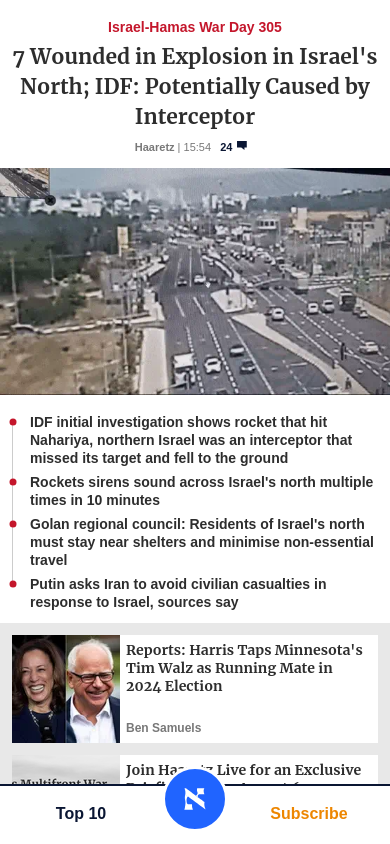 Israel-Hamas War Day 305
7 Wounded in Explosion in Israel's
North; IDF: Potentially Caused by
Interceptor
Haaretz | 15:54 24
IDF initial investigation shows rocket that hit
Nahariya, northern Israel was an interceptor that
missed its target and fell to the ground
Rockets sirens sound across Israel's north multiple
times in 10 minutes
Golan regional council: Residents of Israel's north
must stay near shelters and minimise non-essential
travel
Putin asks Iran to avoid civilian casualties in
response to Israel, sources say
Reports: Harris Taps Minnesota's
Tim Walz as Running Mate in
2024 Election
Ben Samuels
Multifront War
Join Haaretz Live for an Exclusive
Top 10
Subscribe